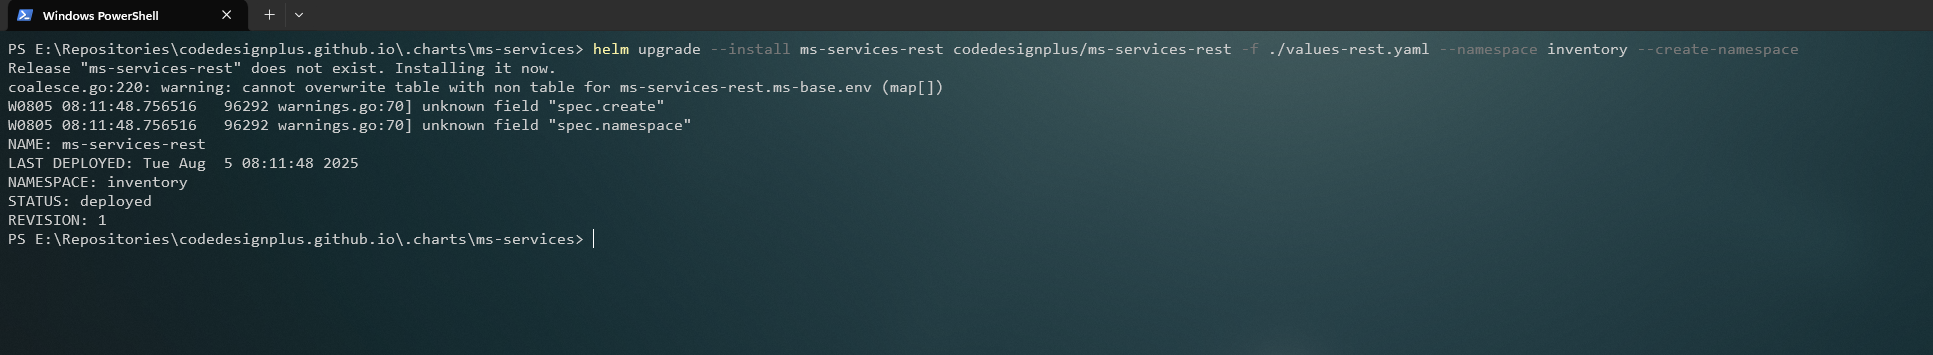 Windows PowerShell
PS E:\Repositories\codedesignplus.github.io\.charts\ms-services> helm upgrade --install ms-services-rest codedesignplus/ms-services-rest -f ./values-rest.yaml --namespace inventory --create-namespace
Release "ms-services-rest" does not exist. Installing it now.
coalesce.go:220: warning: cannot overwrite table with non table for ms-services-rest.ms-base.env (map[])
W0805 08:11:48.756516   96292 warnings.go:70] unknown field "spec.create"
W0805 08:11:48.756516   96292 warnings.go:70] unknown field "spec.namespace"
NAME: ms-services-rest
LAST DEPLOYED: Tue Aug  5 08:11:48 2025
NAMESPACE: inventory
STATUS: deployed
REVISION: 1
PS E:\Repositories\codedesignplus.github.io\.charts\ms-services>